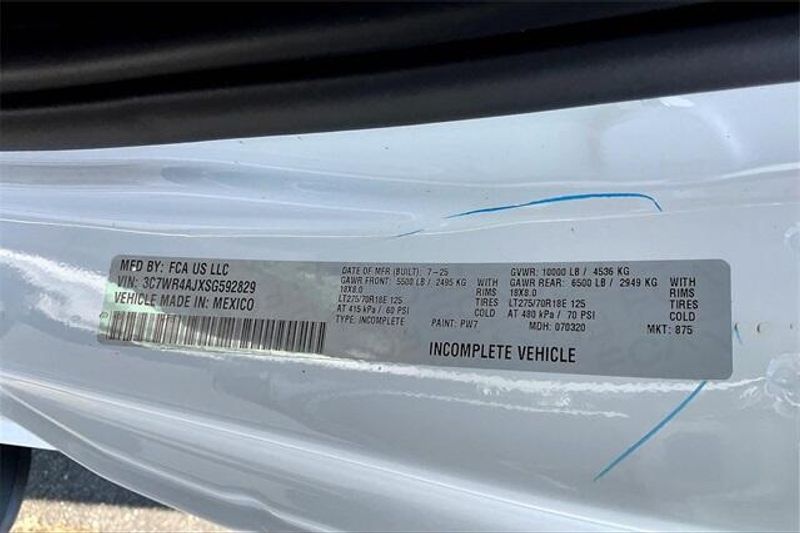 MFD BY: FCA US LLC
VIN: 3C7WR4AJXSG592829
VEHICLE MADE IN: MEXICO
DATE OF MFR (BUILT): 7-25
GAWR FRONT: 5500 LB / 2495 KG WITH
18X8.0 RIMS
LT275/70R18E 125 TIRES
AT 415 kPa / 60 PSI COLD
TYPE: INCOMPLETE PAINT: PW7
GVWR: 10000 LB / 4536 KG
GAWR REAR: 6500 LB / 2949 KG WITH
18X8.0 RIMS
LT275/70R18E 125 TIRES
AT 480 kPa / 70 PSI COLD
MDH: 070320 MKT: 875
INCOMPLETE VEHICLE